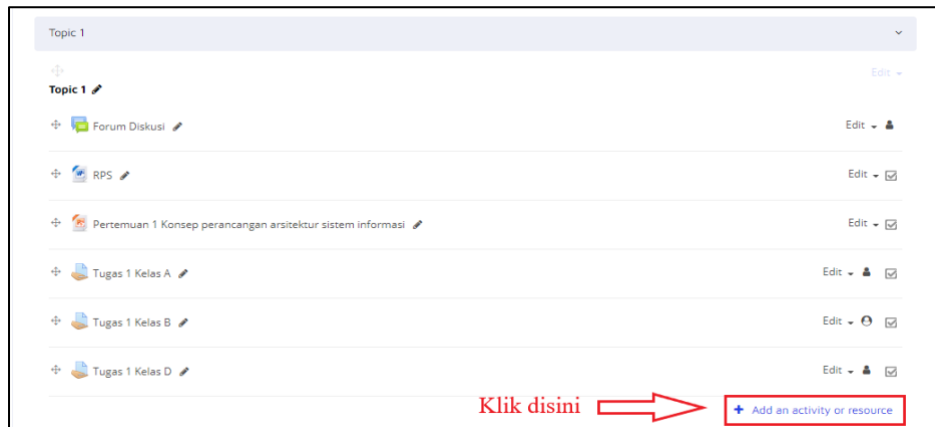 Topic 1
Edit
Topic 1
Forum Diskusi Edit
RPS Edit
Pertemuan 1 Konsep perancangan arsitektur sistem informasi Edit
Tugas 1 Kelas A Edit
Tugas 1 Kelas B Edit
Tugas 1 Kelas D Edit
Klik disini + Add an activity or resource